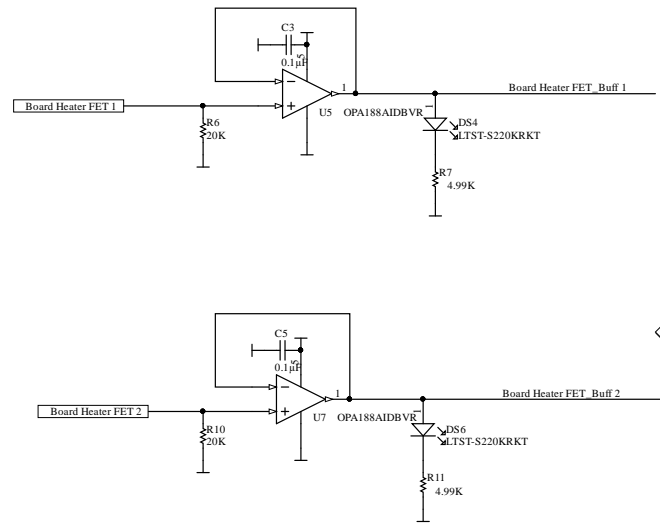 C3
0.1µF
5
1
Board Heater FET_Buff 1
Board Heater FET 1
U5
OPA188AIDBVR
1
DS4
LTST-S220KRKT
R6
20K
R7
4.99K
C5
0.1µF
5
1
Board Heater FET_Buff 2
Board Heater FET 2
U7
OPA188AIDBVR
1
DS6
LTST-S220KRKT
R10
20K
R11
4.99K